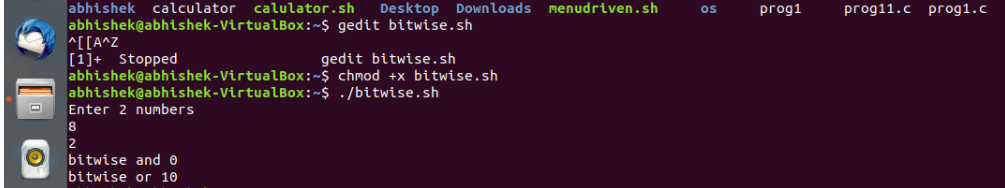 abhishek calculator calulator.sh Desktop Downloads menudriven.sh os prog1 prog11.c prog1.c
abhishek@abhishek-VirtualBox:~$ gedit bitwise.sh
^[[A^Z
[1]+ Stopped gedit bitwise.sh
abhishek@abhishek-VirtualBox:~$ chmod +x bitwise.sh
abhishek@abhishek-VirtualBox:~$ ./bitwise.sh
Enter 2 numbers
8
2
bitwise and 0
bitwise or 10